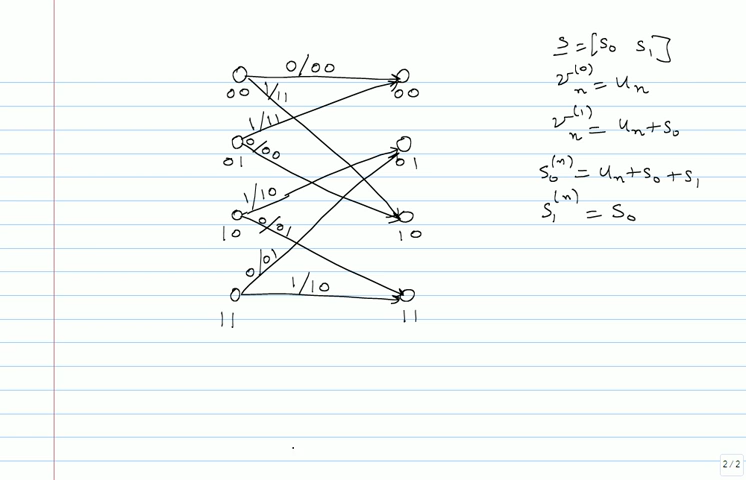 0/00
S = [S0 S1]
00 1/11 00
vn(0) = un
1/11
vn(1) = un + S0
0/00
01 01
S0(n) = un + S0 + S1
1/10
S1(n) = S0
10 0/01 10
0/01
1/10
11 11
2/2